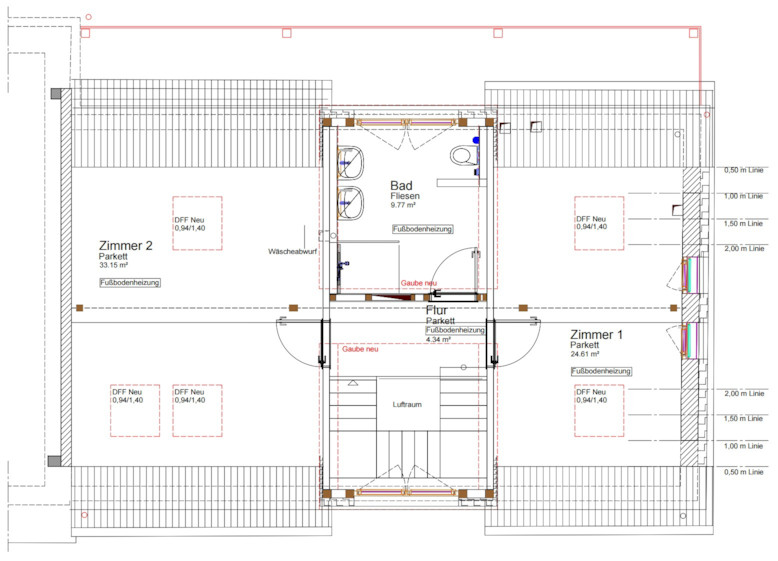 0,50 m Linie
1,00 m Linie
1,50 m Linie
2,00 m Linie
Bad
Fliesen
9.77 m²
Fußbodenheizung
DFF Neu
0,94/1,40
DFF Neu
0,94/1,40
Zimmer 2
Parkett
33.15 m²
Fußbodenheizung
Wäscheabwurf
Gaube neu
Flur
Parkett
Fußbodenheizung
4.34 m²
Gaube neu
Zimmer 1
Parkett
24.61 m²
Fußbodenheizung
DFF Neu
0,94/1,40
DFF Neu
0,94/1,40
Luftraum
DFF Neu
0,94/1,40
2,00 m Linie
1,50 m Linie
1,00 m Linie
0,50 m Linie